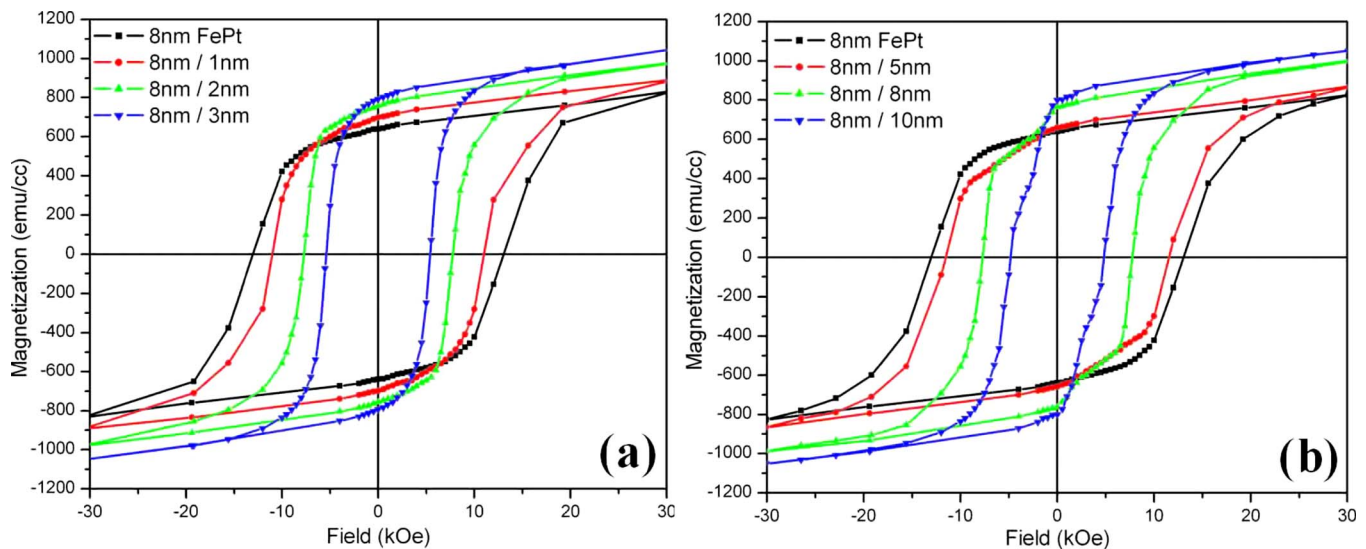 1200
1000
800
600
400
200
0
-200
-400
-600
-800
-1000
-1200
Magnetization (emu/cc)
8nm FePt
8nm / 1nm
8nm / 2nm
8nm / 3nm
(a)
-30 -20 -10 0 10 20 30
Field (kOe)
1200
1000
800
600
400
200
0
-200
-400
-600
-800
-1000
-1200
Magnetization (emu/cc)
8nm FePt
8nm / 5nm
8nm / 8nm
8nm / 10nm
(b)
-30 -20 -10 0 10 20 30
Field (kOe)